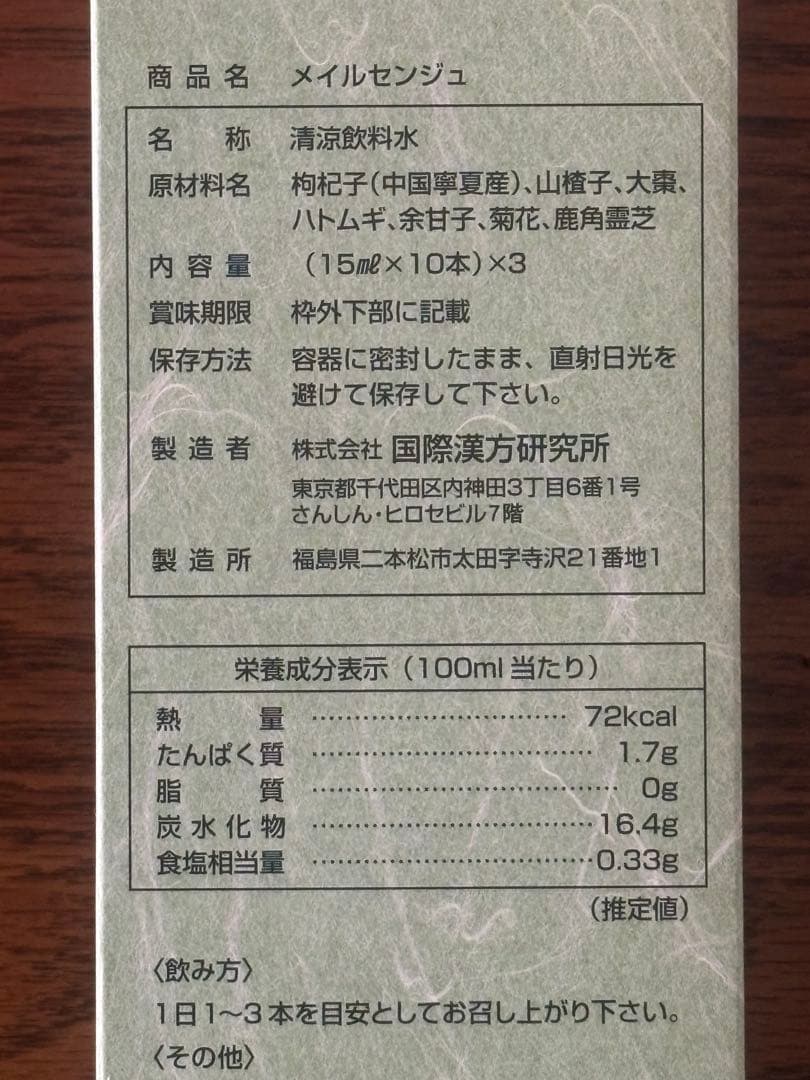 商品名 メイルセンジュ
名称 清涼飲料水
原材料名 枸杞子(中国寧夏産)、山楂子、大棗、
ハトムギ、余甘子、菊花、鹿角霊芝
内容量 (15㎖×10本)×3
賞味期限 枠外下部に記載
保存方法 容器に密封したまま、直射日光を
避けて保存して下さい。
製造者 株式会社 国際漢方研究所
東京都千代田区内神田3丁目6番1号
さんしん・ヒロセビル7階
製造所 福島県二本松市太田字寺沢21番地1
栄養成分表示(100ml当たり)
熱量 ………… 72kcal
たんぱく質 ………… 1.7g
脂質 ………… 0g
炭水化物 ………… 16.4g
食塩相当量 ………… 0.33g
(推定値)
〈飲み方〉
1日1〜3本を目安としてお召し上がり下さい。
〈その他〉